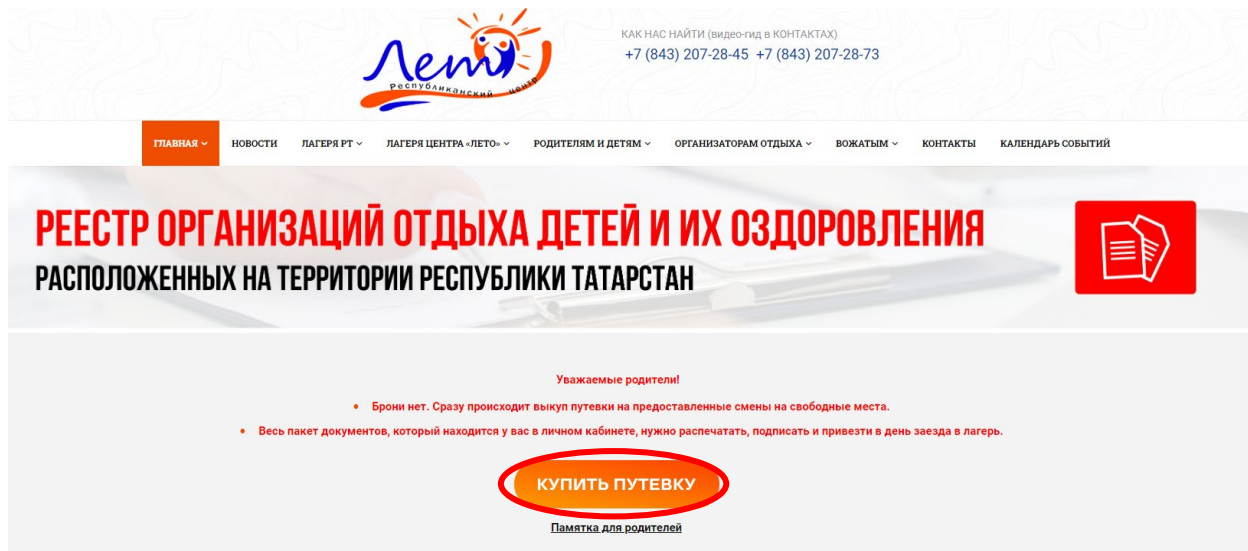 Лето
Республиканский центр
КАК НАС НАЙТИ (видео-гид в КОНТАКТАХ)
+7 (843) 207-28-45 +7 (843) 207-28-73
ГЛАВНАЯ НОВОСТИ ЛАГЕРЯ РТ ЛАГЕРЯ ЦЕНТРА «ЛЕТО» РОДИТЕЛЯМ И ДЕТЯМ ОРГАНИЗАТОРАМ ОТДЫХА ВОЖАТЫМ КОНТАКТЫ КАЛЕНДАРЬ СОБЫТИЙ
РЕЕСТР ОРГАНИЗАЦИЙ ОТДЫХА ДЕТЕЙ И ИХ ОЗДОРОВЛЕНИЯ
РАСПОЛОЖЕННЫХ НА ТЕРРИТОРИИ РЕСПУБЛИКИ ТАТАРСТАН
Уважаемые родители!
• Брони нет. Сразу происходит выкуп путевки на предоставленные смены на свободные места.
• Весь пакет документов, который находится у вас в личном кабинете, нужно распечатать, подписать и привезти в день заезда в лагерь.
КУПИТЬ ПУТЕВКУ
Памятка для родителей